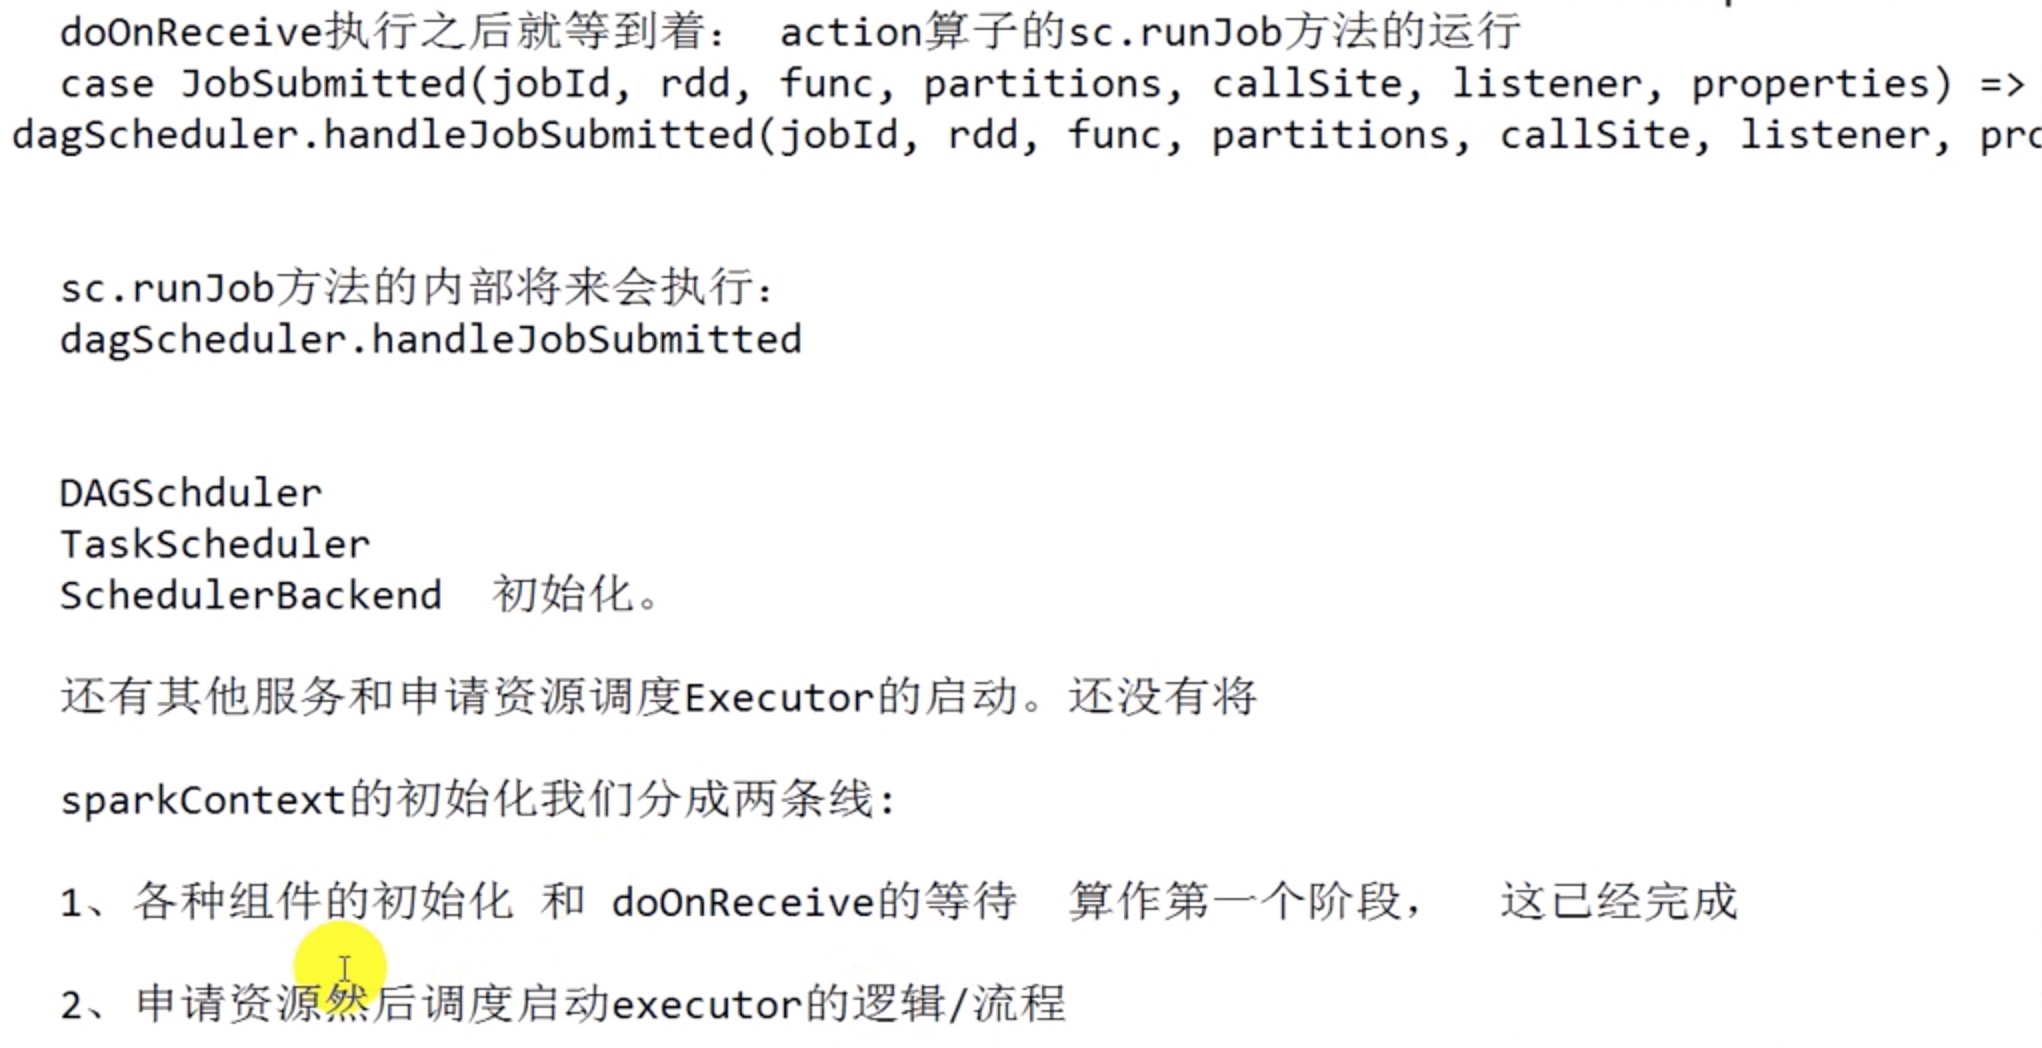 doOnReceive执行之后就等到着： action算子的sc.runJob方法的运行
case JobSubmitted(jobId, rdd, func, partitions, callSite, listener, properties) =>
dagScheduler.handleJobSubmitted(jobId, rdd, func, partitions, callSite, listener, pro
sc.runJob方法的内部将来会执行：
dagScheduler.handleJobSubmitted
DAGSchduler
TaskScheduler
SchedulerBackend 初始化。
还有其他服务和申请资源调度Executor的启动。还没有将
sparkContext的初始化我们分成两条线：
1、各种组件的初始化 和 doOnReceive的等待 算作第一个阶段， 这已经完成
2、申请资源然后调度启动executor的逻辑/流程